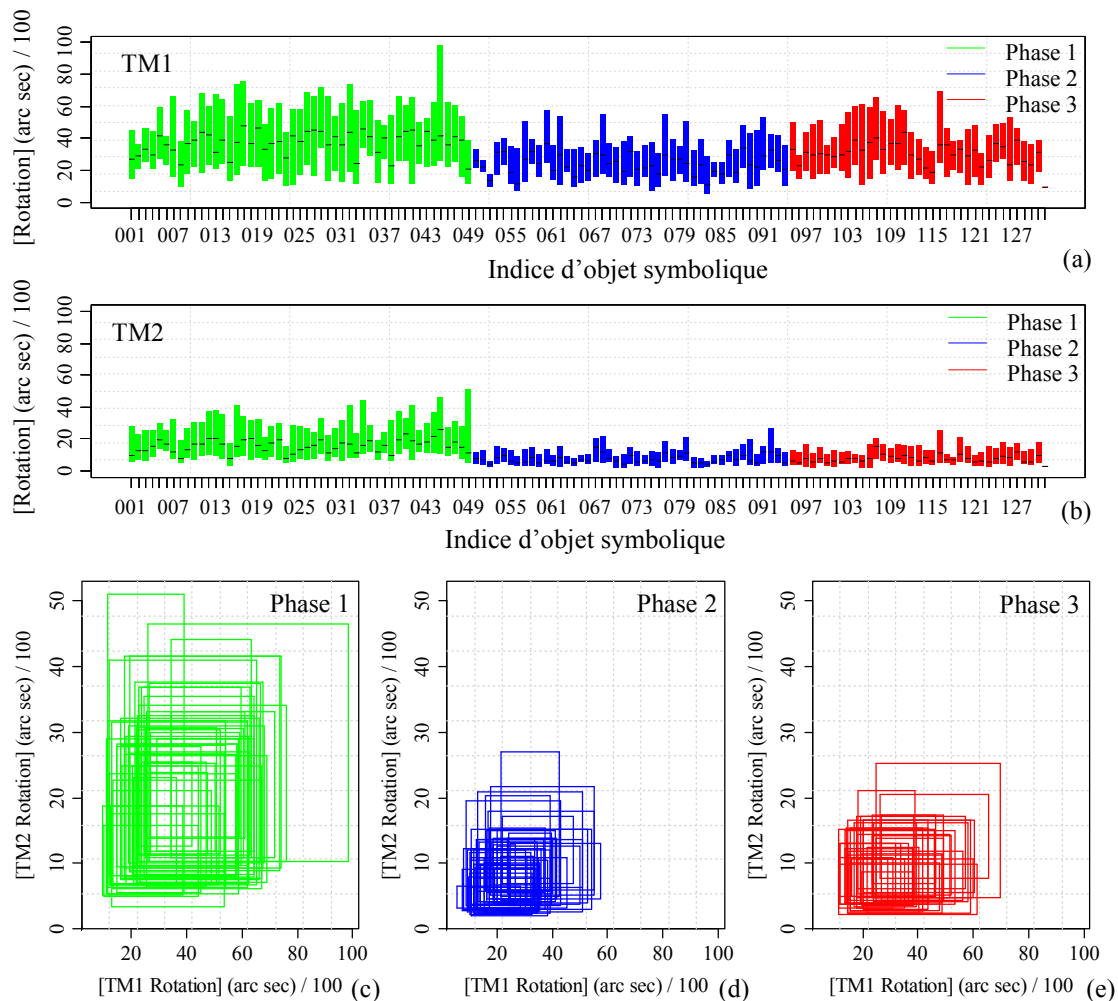 [Rotation] (arc sec) / 100
0 20 40 60 80 100
TM1
Phase 1
Phase 2
Phase 3
001 007 013 019 025 031 037 043 049 055 061 067 073 079 085 091 097 103 109 115 121 127
Indice d'objet symbolique
(a)
[Rotation] (arc sec) / 100
0 20 40 60 80 100
TM2
Phase 1
Phase 2
Phase 3
001 007 013 019 025 031 037 043 049 055 061 067 073 079 085 091 097 103 109 115 121 127
Indice d'objet symbolique
(b)
[TM2 Rotation] (arc sec) / 100
0 10 20 30 40 50
Phase 1
20 40 60 80 100
[TM1 Rotation] (arc sec) / 100
(c)
[TM2 Rotation] (arc sec) / 100
0 10 20 30 40 50
Phase 2
20 40 60 80 100
[TM1 Rotation] (arc sec) / 100
(d)
[TM2 Rotation] (arc sec) / 100
0 10 20 30 40 50
Phase 3
20 40 60 80 100
[TM1 Rotation] (arc sec) / 100
(e)